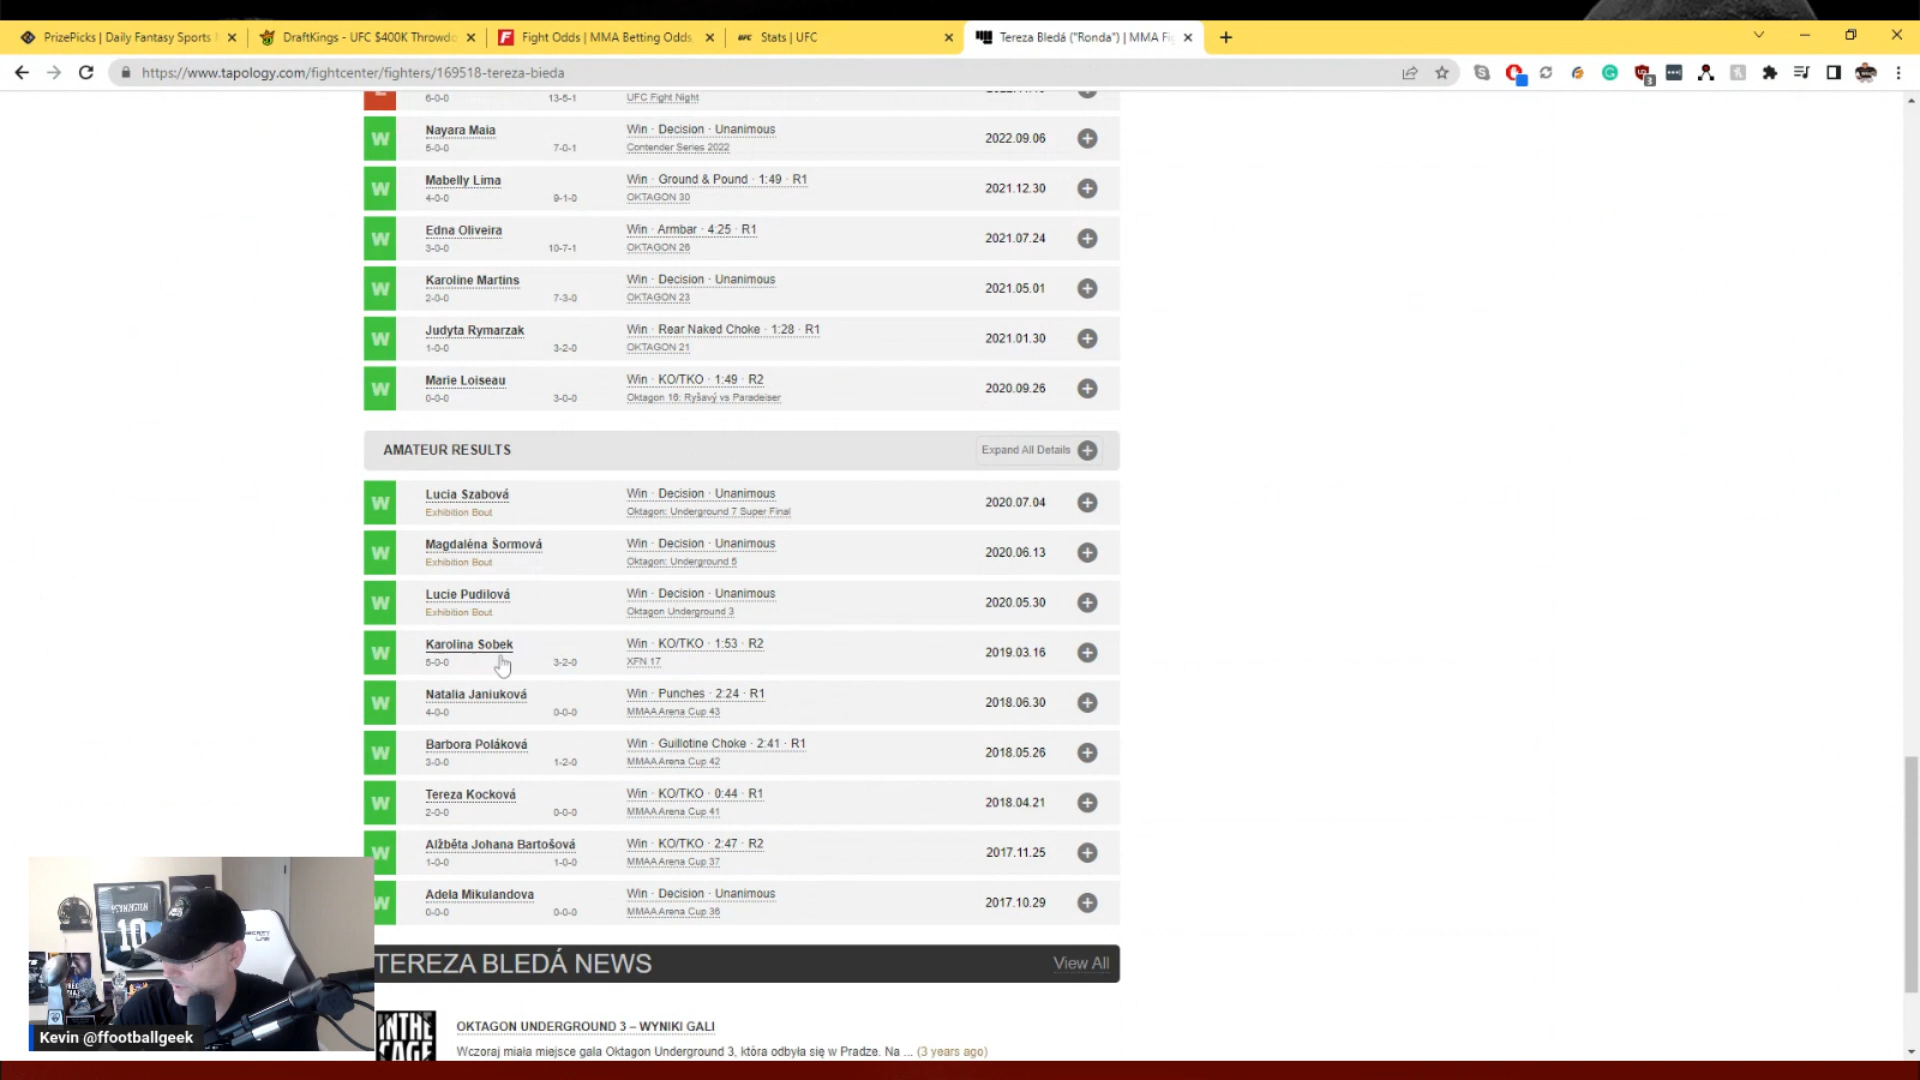 PrizePicks | Daily Fantasy Sports
DraftKings - UFC $400K Throwdo
Fight Odds | MMA Betting Odds,
UFC Stats | UFC
Tereza Bledá ("Ronda") | MMA Fi
https://www.tapology.com/fightcenter/fighters/169518-tereza-bleda
6-0-0 13-5-1 UFC Fight Night
W Nayara Maia Win · Decision · Unanimous 2022.09.06
5-0-0 7-0-1 Contender Series 2022
W Mabelly Lima Win · Ground & Pound · 1:49 · R1 2021.12.30
4-0-0 9-1-0 OKTAGON 30
W Edna Oliveira Win · Armbar · 4:25 · R1 2021.07.24
3-0-0 10-7-1 OKTAGON 26
W Karoline Martins Win · Decision · Unanimous 2021.05.01
2-0-0 7-3-0 OKTAGON 23
W Judyta Rymarzak Win · Rear Naked Choke · 1:28 · R1 2021.01.30
1-0-0 3-2-0 OKTAGON 21
W Marie Loiseau Win · KO/TKO · 1:49 · R2 2020.09.26
0-0-0 3-0-0 Oktagon 16: Ryšavý vs Paradeiser
AMATEUR RESULTS Expand All Details
W Lucia Szabová Win · Decision · Unanimous 2020.07.04
Exhibition Bout Oktagon: Underground 7 Super Final
W Magdaléna Šormová Win · Decision · Unanimous 2020.06.13
Exhibition Bout Oktagon: Underground 5
W Lucie Pudilová Win · Decision · Unanimous 2020.05.30
Exhibition Bout Oktagon Underground 3
W Karolina Sobek Win · KO/TKO · 1:53 · R2 2019.03.16
5-0-0 3-2-0 XFN 17
W Natalia Janiuková Win · Punches · 2:24 · R1 2018.06.30
4-0-0 0-0-0 MMAA Arena Cup 43
W Barbora Poláková Win · Guillotine Choke · 2:41 · R1 2018.05.26
3-0-0 1-2-0 MMAA Arena Cup 42
W Tereza Kocková Win · KO/TKO · 0:44 · R1 2018.04.21
2-0-0 0-0-0 MMAA Arena Cup 41
W Alžběta Johana Bartošová Win · KO/TKO · 2:47 · R2 2017.11.25
1-0-0 1-0-0 MMAA Arena Cup 37
W Adela Mikulandova Win · Decision · Unanimous 2017.10.29
0-0-0 0-0-0 MMAA Arena Cup 36
TEREZA BLEDÁ NEWS View All
IN THE CAGE
OKTAGON UNDERGROUND 3 – WYNIKI GALI
Wczoraj miała miejsce gala Oktagon Underground 3, która odbyła się w Pradze. Na ... (3 years ago)
10
Kevin @ffootballgeek